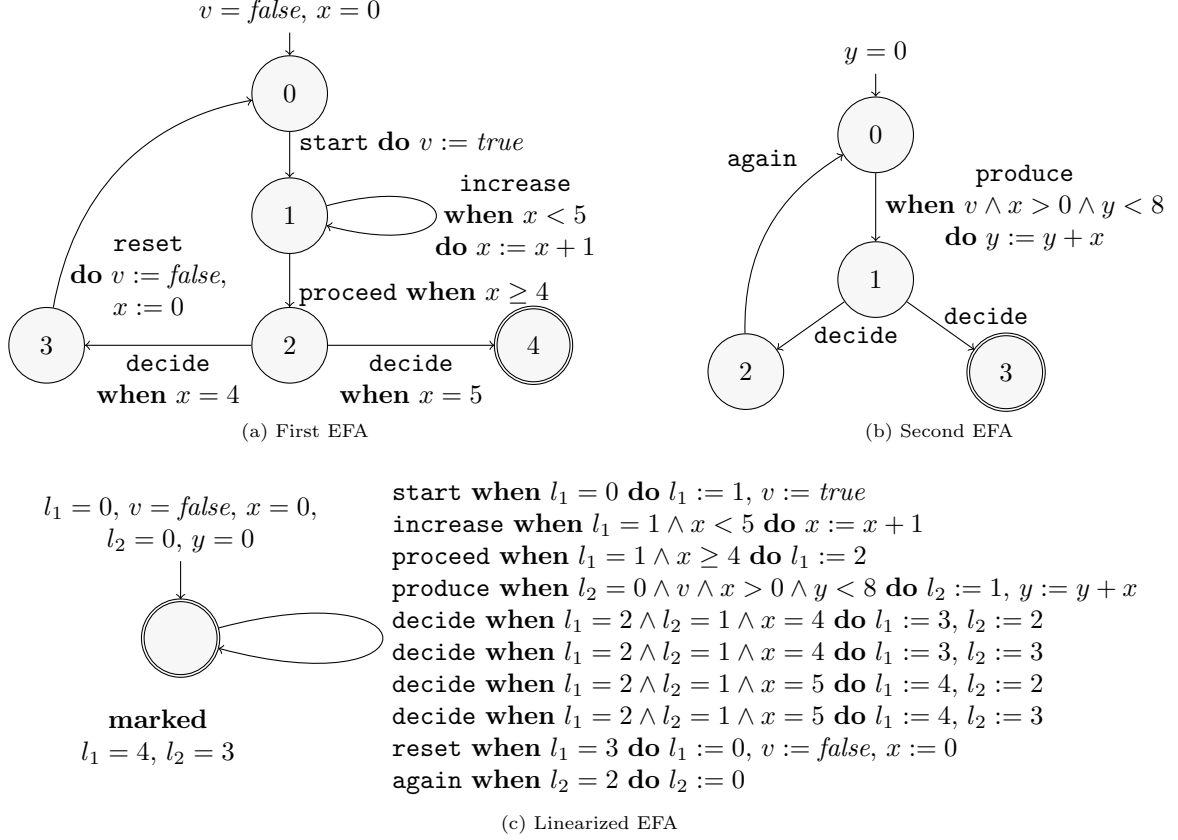 v = false, x = 0
0
start do v := true
1
increase
when x < 5
do x := x + 1
reset
do v := false,
x := 0
proceed when x ≥ 4
3
2
4
decide
when x = 4
decide
when x = 5
(a) First EFA
y = 0
0
again
produce
when v ∧ x > 0 ∧ y < 8
do y := y + x
1
decide
decide
2
3
(b) Second EFA
l₁ = 0, v = false, x = 0,
l₂ = 0, y = 0
marked
l₁ = 4, l₂ = 3
start when l₁ = 0 do l₁ := 1, v := true
increase when l₁ = 1 ∧ x < 5 do x := x + 1
proceed when l₁ = 1 ∧ x ≥ 4 do l₁ := 2
produce when l₂ = 0 ∧ v ∧ x > 0 ∧ y < 8 do l₂ := 1, y := y + x
decide when l₁ = 2 ∧ l₂ = 1 ∧ x = 4 do l₁ := 3, l₂ := 2
decide when l₁ = 2 ∧ l₂ = 1 ∧ x = 4 do l₁ := 3, l₂ := 3
decide when l₁ = 2 ∧ l₂ = 1 ∧ x = 5 do l₁ := 4, l₂ := 2
decide when l₁ = 2 ∧ l₂ = 1 ∧ x = 5 do l₁ := 4, l₂ := 3
reset when l₁ = 3 do l₁ := 0, v := false, x := 0
again when l₂ = 2 do l₂ := 0
(c) Linearized EFA